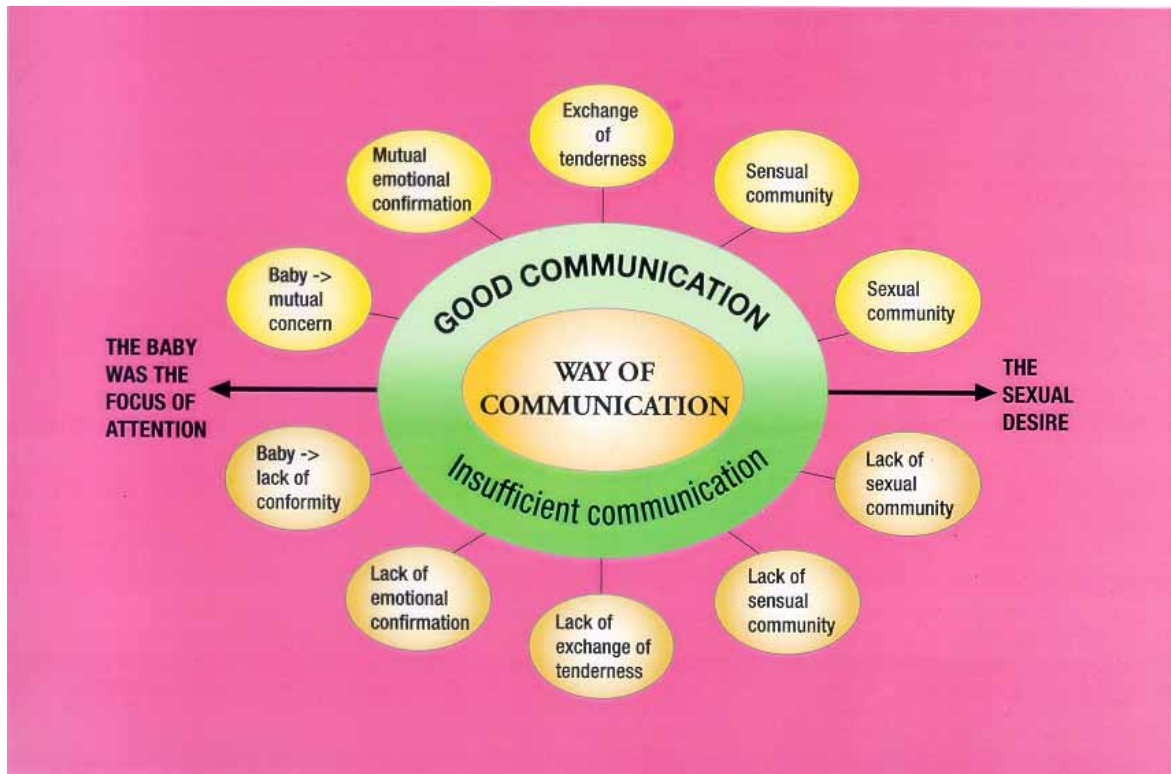 Exchange
of
tenderness
Mutual
emotional
confirmation
Sensual
community
Baby ->
mutual
concern
Sexual
community
GOOD COMMUNICATION
WAY OF
COMMUNICATION
Insufficient communication
THE BABY
WAS THE
FOCUS OF
ATTENTION
THE
SEXUAL
DESIRE
Baby ->
lack of
conformity
Lack of
sexual
community
Lack of
emotional
confirmation
Lack of
exchange of
tenderness
Lack of
sensual
community